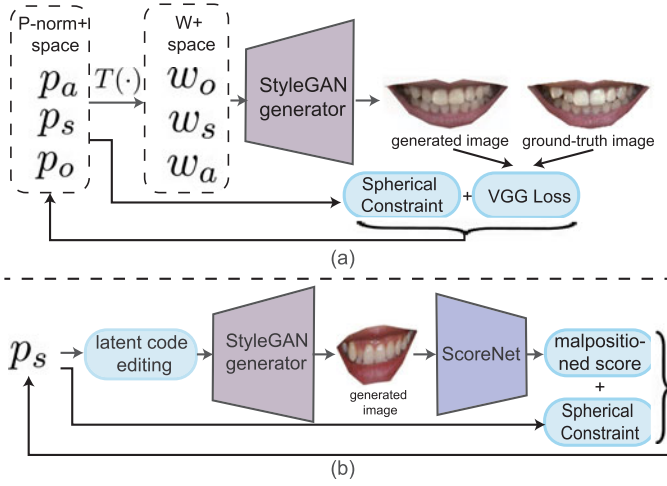 P-norm+
space
W+
space
p_a
T(·)
w_o
p_s
w_s
p_o
w_a
StyleGAN
generator
generated image
ground-truth image
Spherical
Constraint
+
VGG Loss
(a)
p_s
latent code
editing
StyleGAN
generator
generated
image
ScoreNet
malpositio-
ned score
+
Spherical
Constraint
(b)